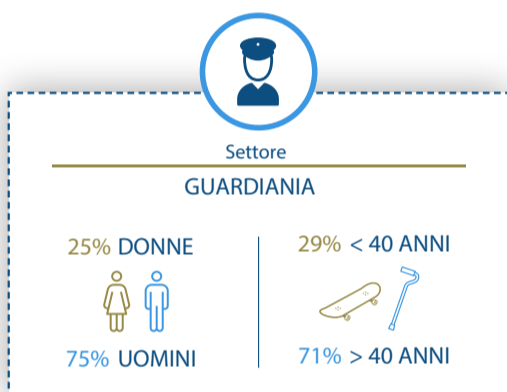 Settore
GUARDIANIA
25% DONNE
75% UOMINI
29% < 40 ANNI
71% > 40 ANNI